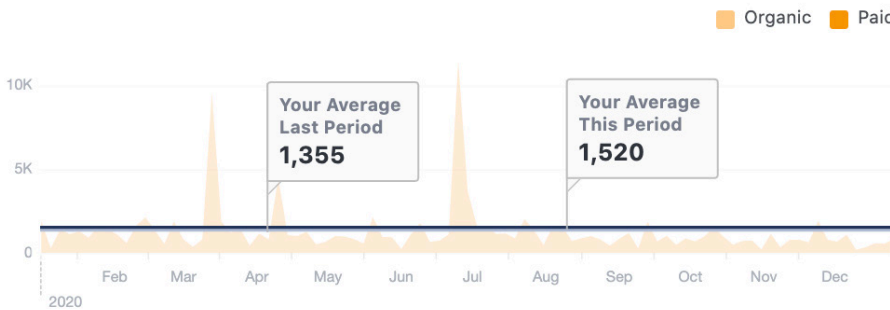 Organic Paid
10K
Your Average
Last Period
1,355
Your Average
This Period
1,520
5K
0
Feb Mar Apr May Jun Jul Aug Sep Oct Nov Dec
2020